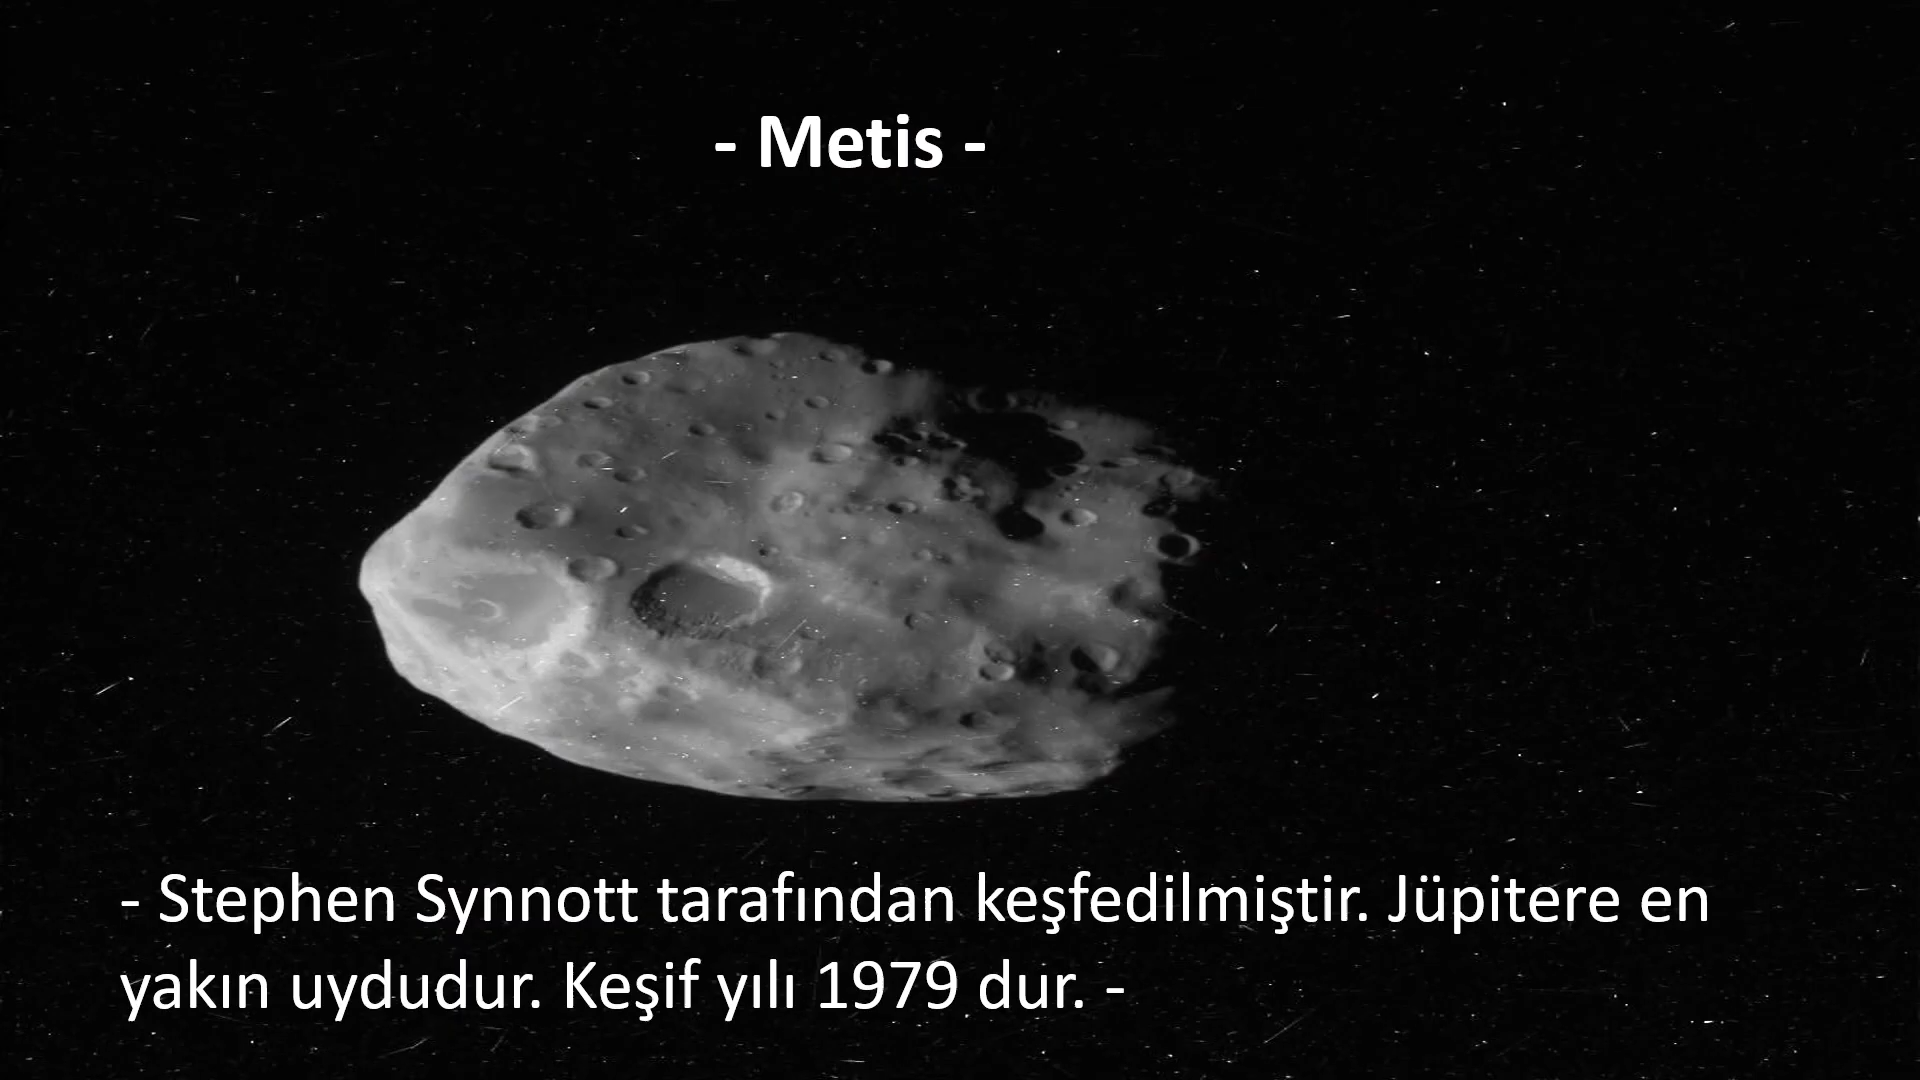 - Metis -
- Stephen Synnott tarafından keşfedilmiştir. Jüpitere en
yakın uydudur. Keşif yılı 1979 dur. -